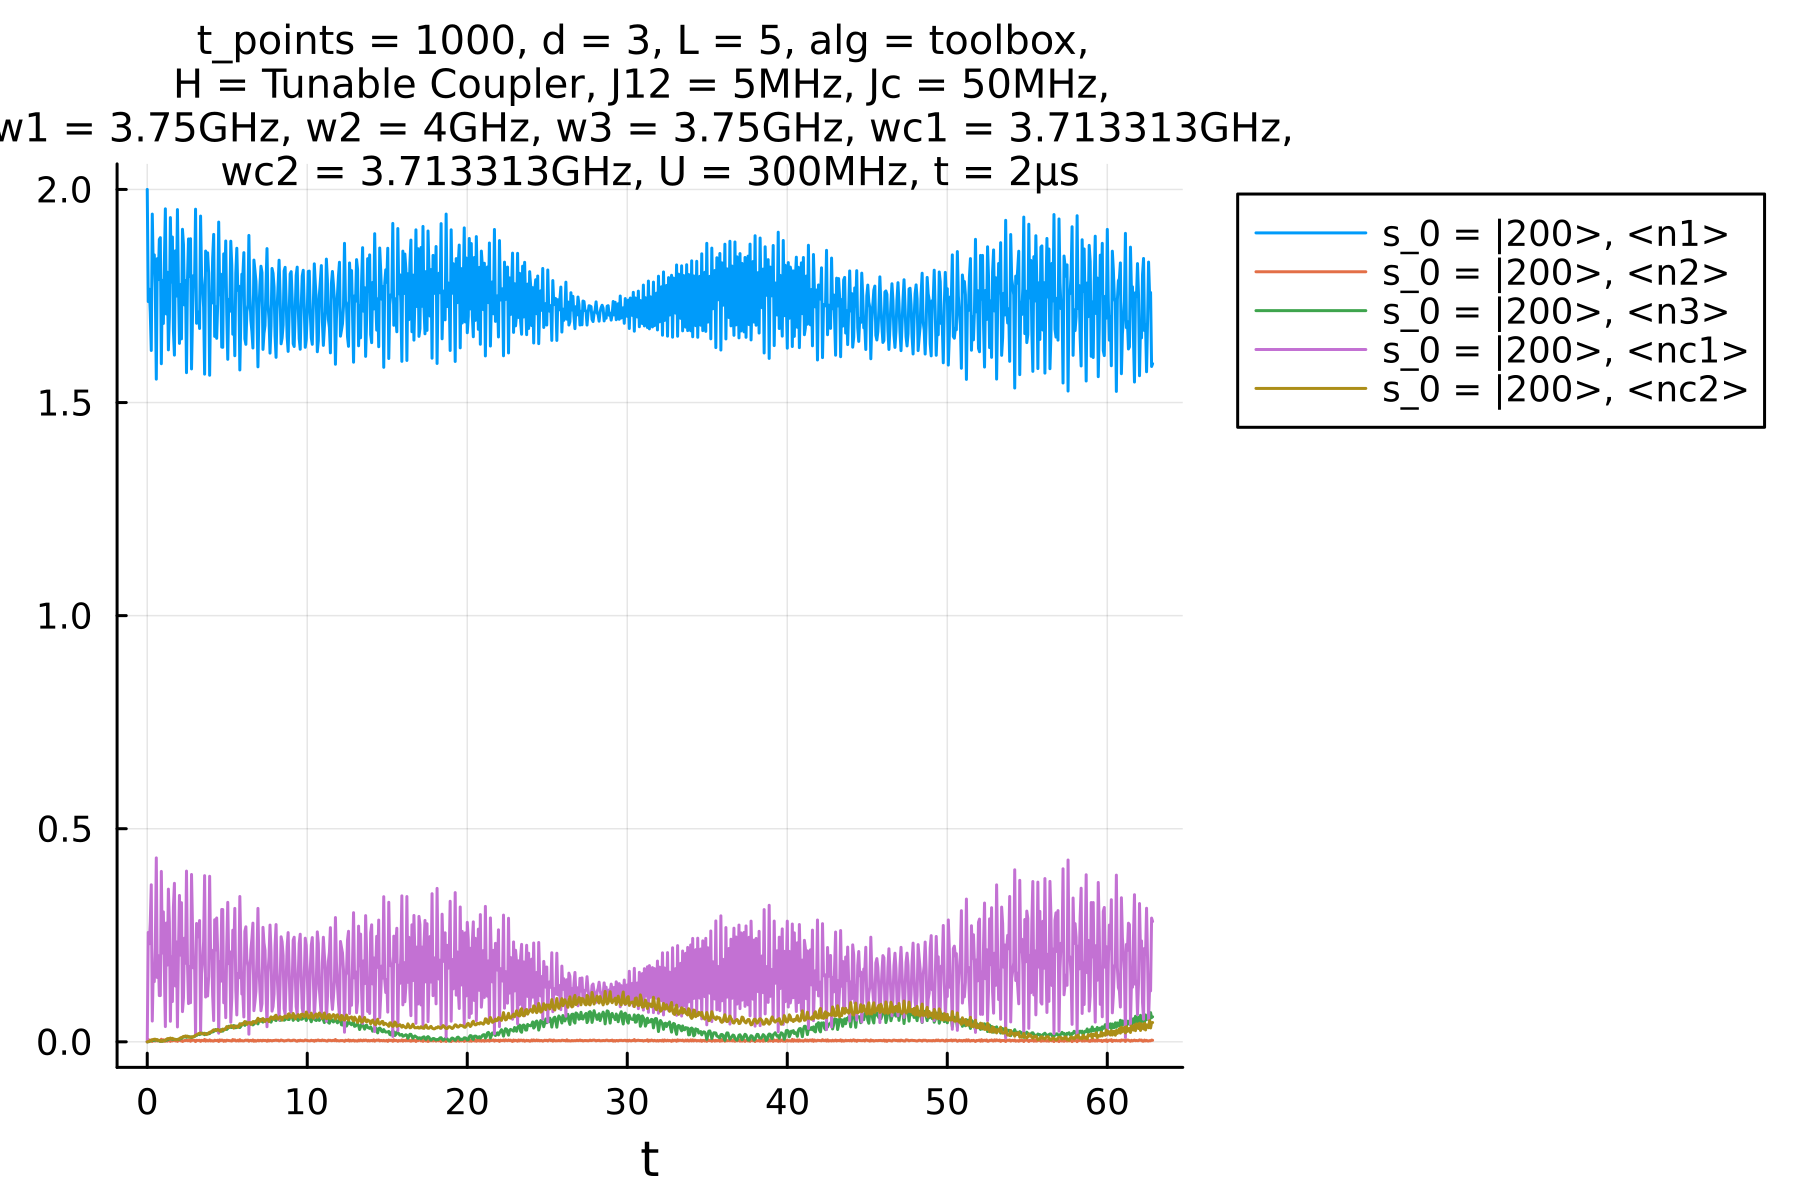 t_points = 1000, d = 3, L = 5, alg = toolbox,
H = Tunable Coupler, J12 = 5MHz, Jc = 50MHz,
w1 = 3.75GHz, w2 = 4GHz, w3 = 3.75GHz, wc1 = 3.713313GHz,
wc2 = 3.713313GHz, U = 300MHz, t = 2μs
2.0
1.5
1.0
0.5
0.0
0 10 20 30 40 50 60
t
s_0 = |200>, <n1>
s_0 = |200>, <n2>
s_0 = |200>, <n3>
s_0 = |200>, <nc1>
s_0 = |200>, <nc2>